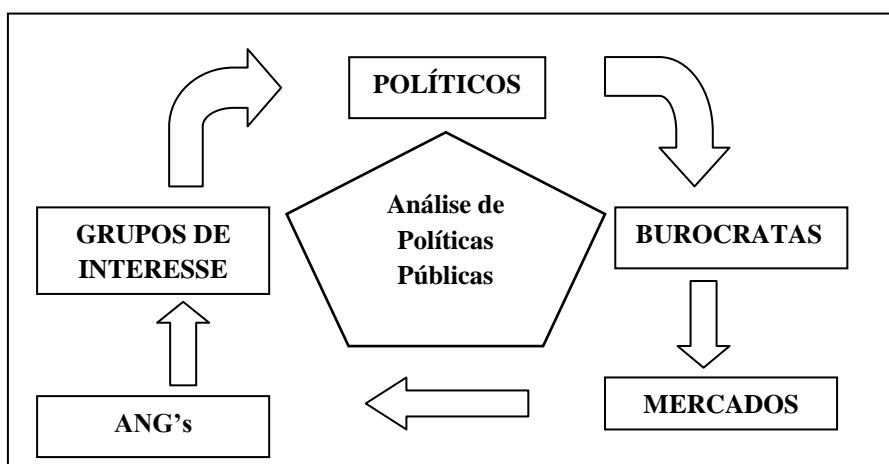 POLÍTICOS
Análise de
Políticas
Públicas
GRUPOS DE
INTERESSE
BUROCRATAS
ANG’s
MERCADOS